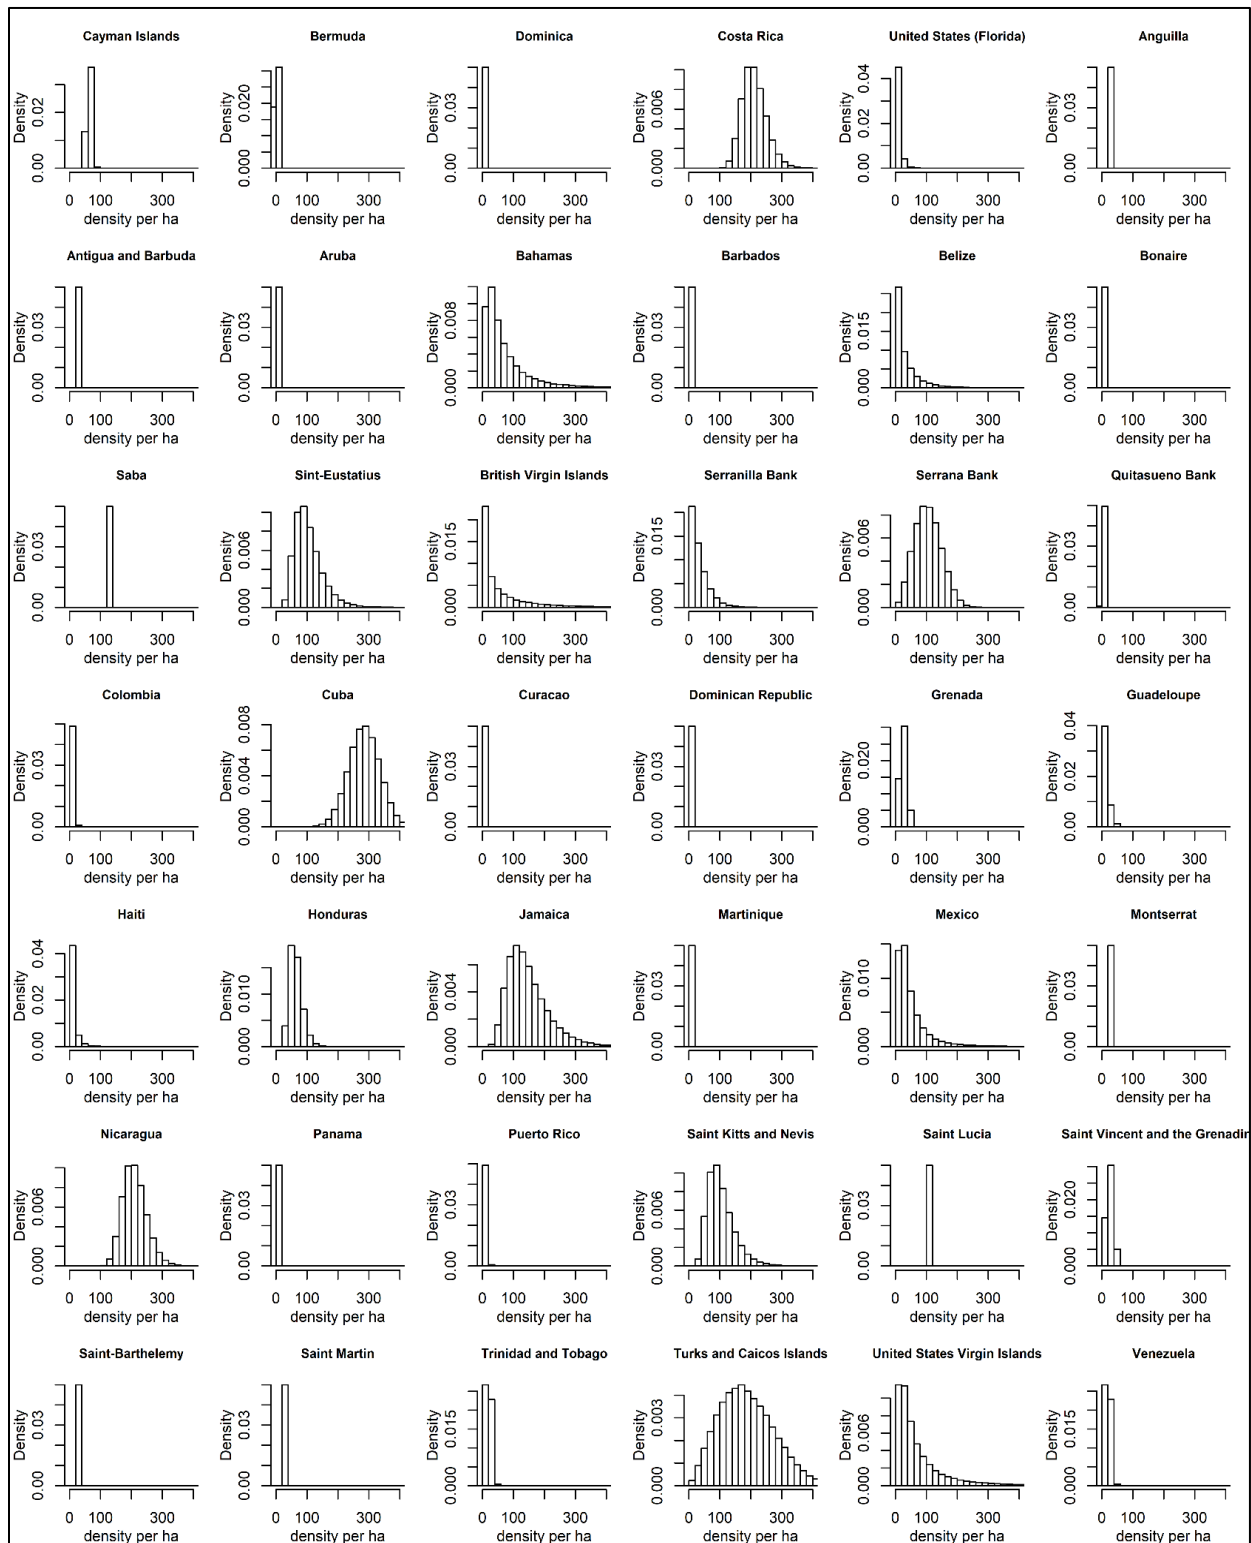 Cayman Islands Bermuda Dominica Costa Rica United States (Florida) Anguilla
Density Density Density Density Density Density
0.00 0.02 0.000 0.020 0.00 0.03 0.000 0.006 0.00 0.02 0.04 0.00 0.03
0 100 300 0 100 300 0 100 300 0 100 300 0 100 300 0 100 300
density per ha density per ha density per ha density per ha density per ha density per ha
Antigua and Barbuda Aruba Bahamas Barbados Belize Bonaire
Density Density Density Density Density Density
0.00 0.03 0.00 0.03 0.000 0.008 0.00 0.03 0.000 0.015 0.00 0.03
0 100 300 0 100 300 0 100 300 0 100 300 0 100 300 0 100 300
density per ha density per ha density per ha density per ha density per ha density per ha
Saba Sint-Eustatius British Virgin Islands Serranilla Bank Serrana Bank Quitasueno Bank
Density Density Density Density Density Density
0.00 0.03 0.000 0.006 0.000 0.015 0.000 0.015 0.000 0.006 0.00 0.03
0 100 300 0 100 300 0 100 300 0 100 300 0 100 300 0 100 300
density per ha density per ha density per ha density per ha density per ha density per ha
Colombia Cuba Curacao Dominican Republic Grenada Guadeloupe
Density Density Density Density Density Density
0.00 0.03 0.000 0.004 0.008 0.00 0.03 0.00 0.03 0.000 0.020 0.00 0.02 0.04
0 100 300 0 100 300 0 100 300 0 100 300 0 100 300 0 100 300
density per ha density per ha density per ha density per ha density per ha density per ha
Haiti Honduras Jamaica Martinique Mexico Montserrat
Density Density Density Density Density Density
0.00 0.02 0.04 0.000 0.010 0.000 0.004 0.00 0.03 0.000 0.010 0.00 0.03
0 100 300 0 100 300 0 100 300 0 100 300 0 100 300 0 100 300
density per ha density per ha density per ha density per ha density per ha density per ha
Nicaragua Panama Puerto Rico Saint Kitts and Nevis Saint Lucia Saint Vincent and the Grenadir
Density Density Density Density Density Density
0.000 0.006 0.00 0.03 0.00 0.03 0.000 0.006 0.00 0.03 0.000 0.020
0 100 300 0 100 300 0 100 300 0 100 300 0 100 300 0 100 300
density per ha density per ha density per ha density per ha density per ha density per ha
Saint-Barthelemy Saint Martin Trinidad and Tobago Turks and Caicos Islands United States Virgin Islands Venezuela
Density Density Density Density Density Density
0.00 0.03 0.00 0.03 0.000 0.015 0.000 0.003 0.000 0.006 0.000 0.015
0 100 300 0 100 300 0 100 300 0 100 300 0 100 300 0 100 300
density per ha density per ha density per ha density per ha density per ha density per ha